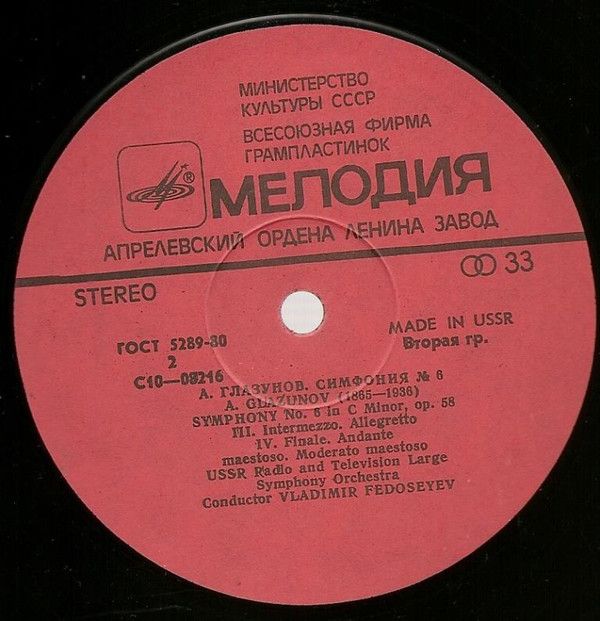 МИНИСТЕРСТВО
КУЛЬТУРЫ СССР
ВСЕСОЮЗНАЯ ФИРМА
ГРАМПЛАСТИНОК
®
МЕЛОДИЯ
АПРЕЛЕВСКИЙ ОРДЕНА ЛЕНИНА ЗАВОД
STEREO
33
ГОСТ 5289-80
2
MADE IN USSR
Вторая гр.
С10—08216
А. ГЛАЗУНОВ. СИМФОНИЯ № 6
A. GLAZUNOV (1865—1936)
SYMPHONY No. 6 in C Minor, op. 58
III. Intermezzo. Allegretto
IV. Finale. Andante
maestoso. Moderato maestoso
USSR Radio and Television Large
Symphony Orchestra
Conductor VLADIMIR FEDOSEYEV